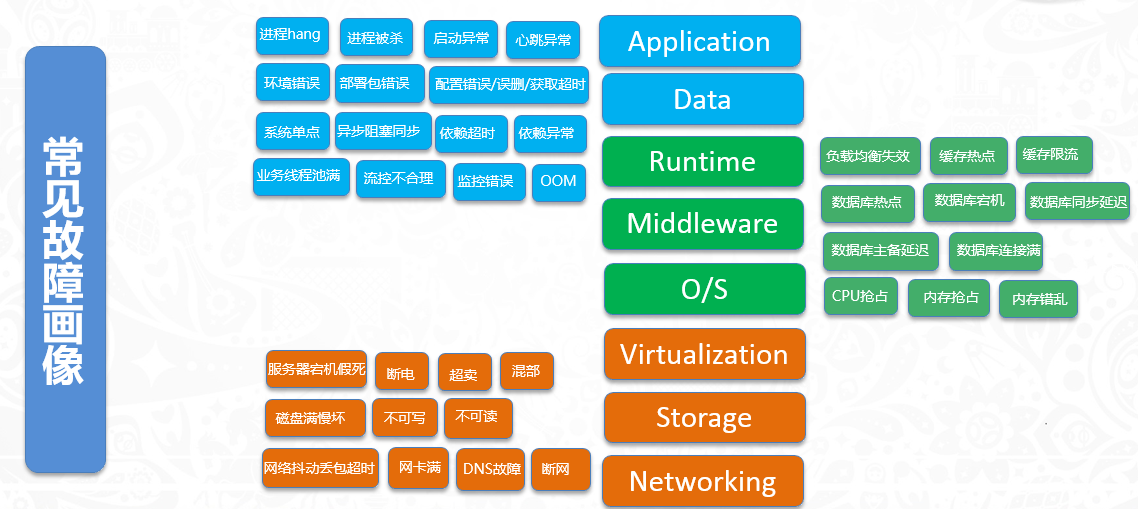 常见故障画像
进程hang
进程被杀
启动异常
心跳异常
环境错误
部署包错误
配置错误/误删/获取超时
系统单点
异步阻塞同步
依赖超时
依赖异常
业务线程池满
流控不合理
监控错误
OOM
Application
Data
Runtime
Middleware
O/S
负载均衡失效
缓存热点
缓存限流
数据库热点
数据库宕机
数据库同步延迟
数据库主备延迟
数据库连接满
CPU抢占
内存抢占
内存错乱
服务器宕机假死
断电
超卖
混部
磁盘满慢坏
不可写
不可读
网络抖动丢包超时
网卡满
DNS故障
断网
Virtualization
Storage
Networking